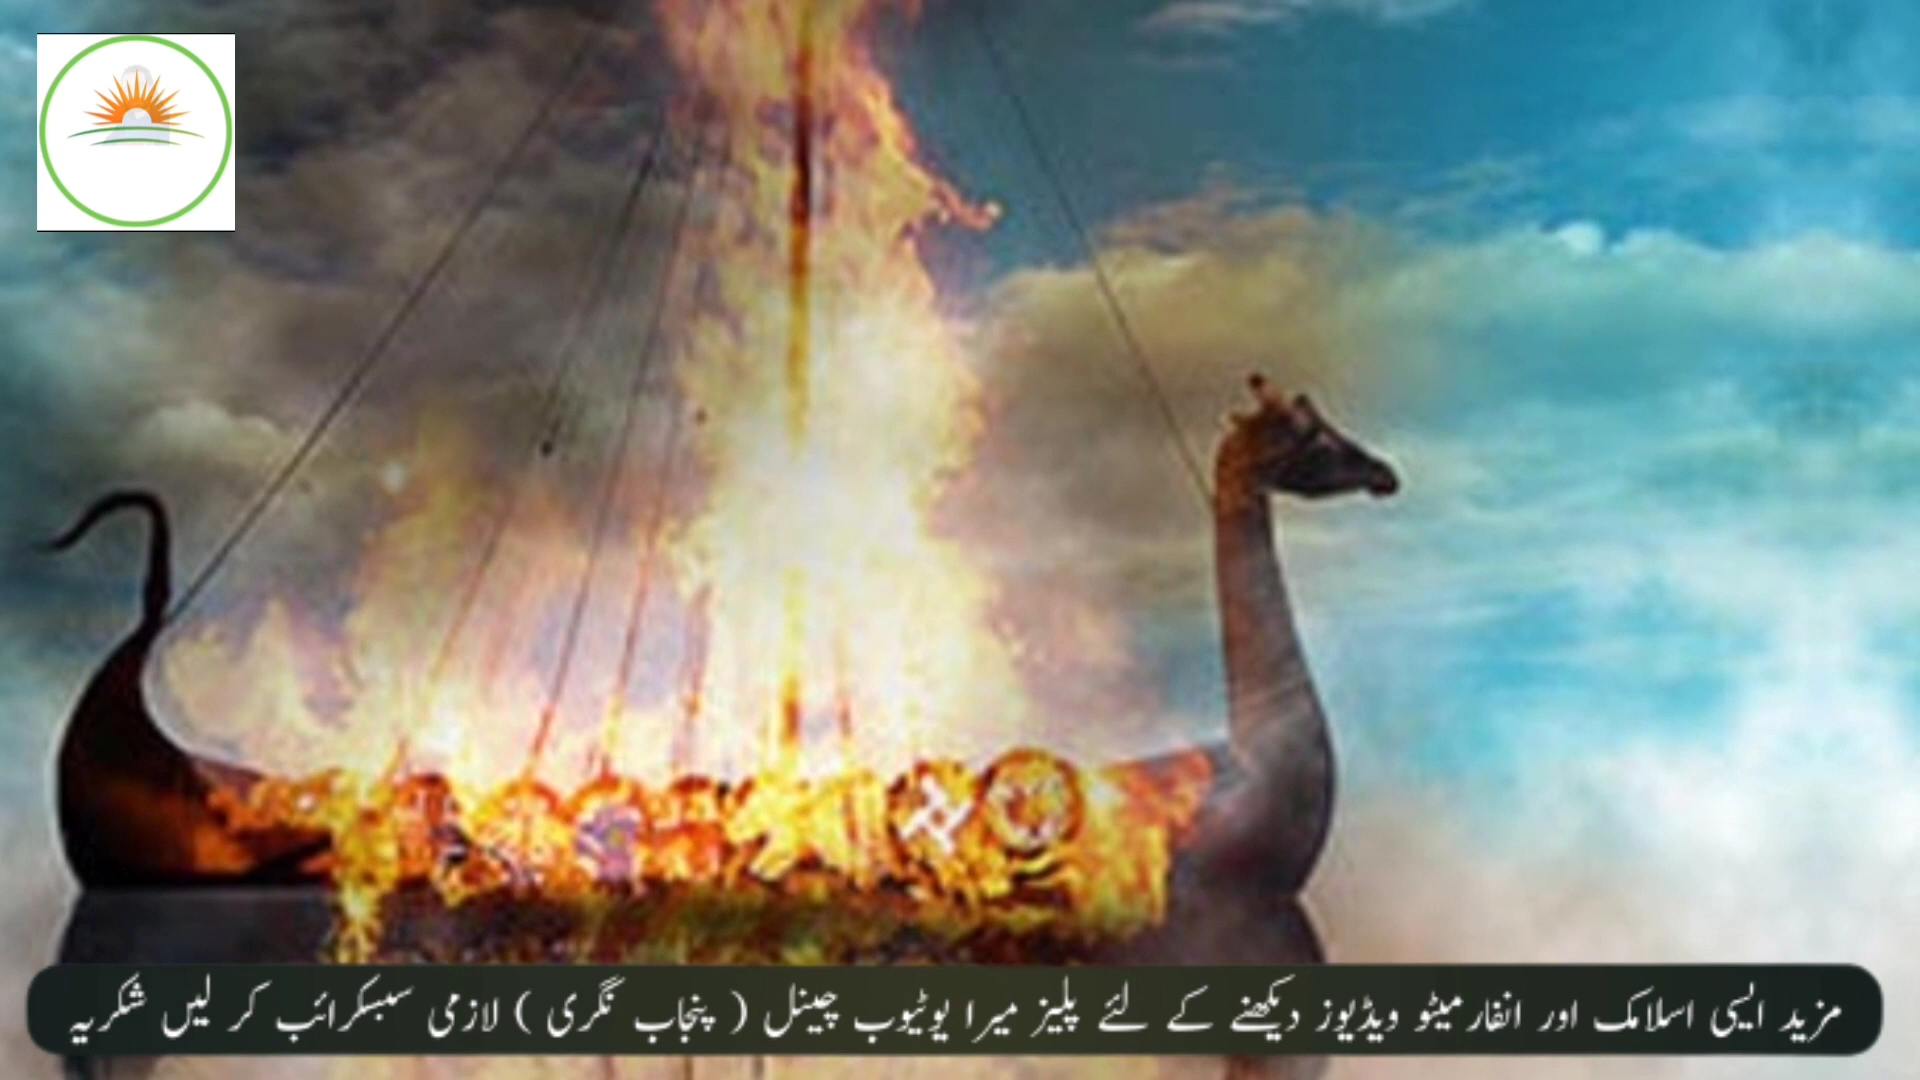 مزید ایسی اسلامک اور انفارمیٹو ویڈیوز دیکھنے کے لئے پلیز میرا یوٹیوب چینل ( پنجاب نگری ) لازمی سبسکرائب کر لیں شکریہ